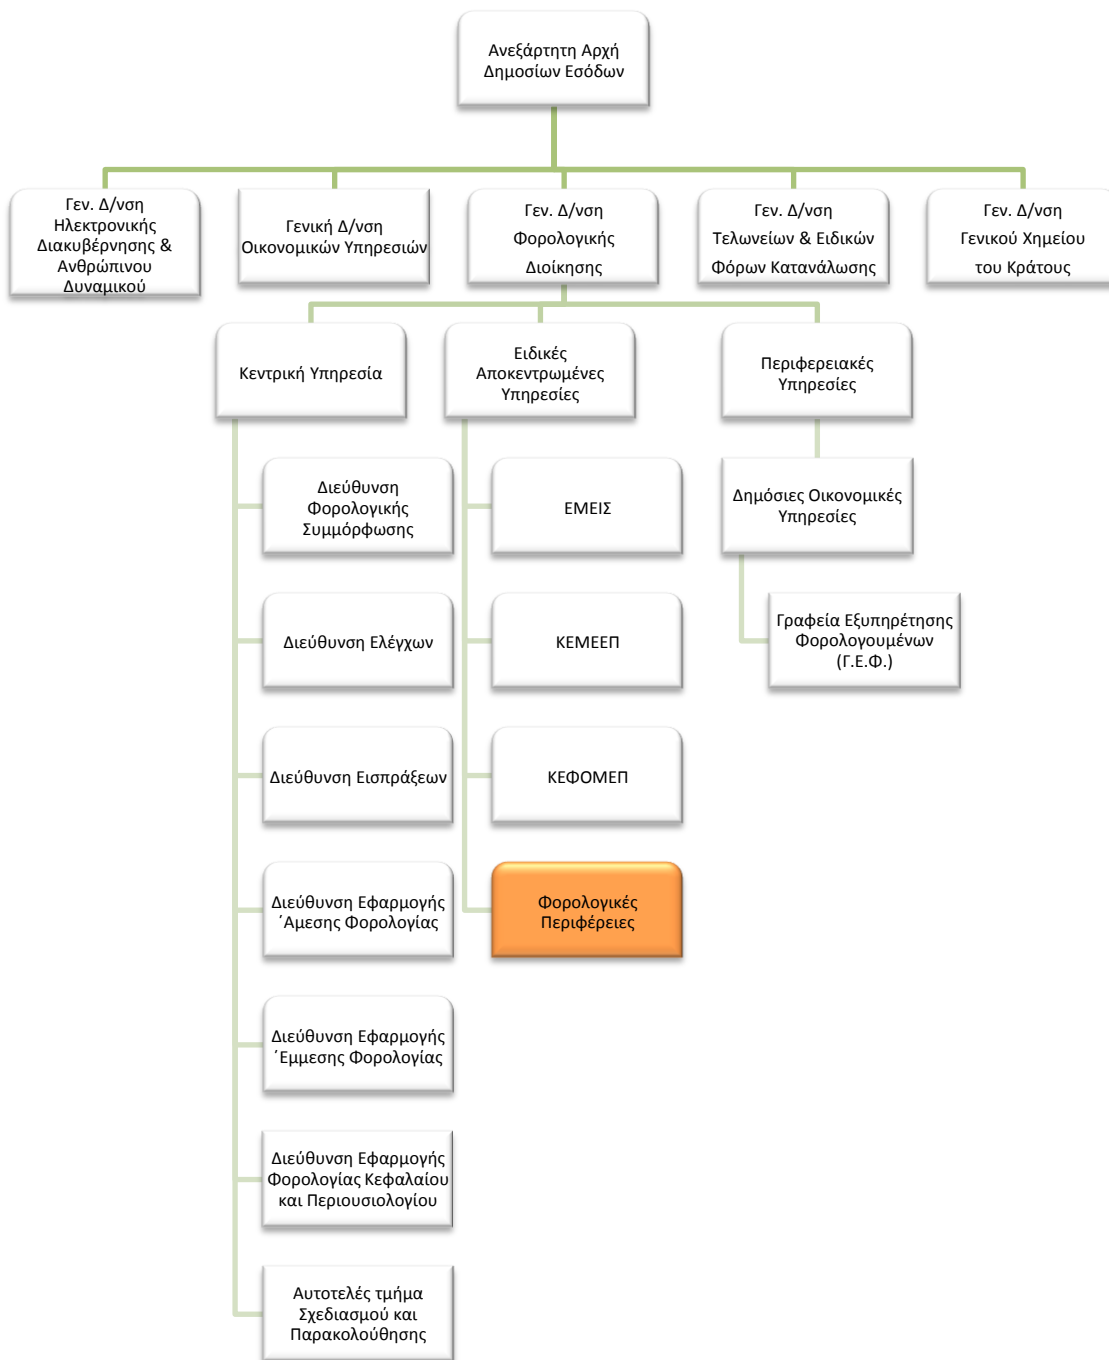 Ανεξάρτητη Αρχή
Δημοσίων Εσόδων
Γεν. Δ/νση
Ηλεκτρονικής
Διακυβέρνησης &
Ανθρώπινου
Δυναμικού
Γενική Δ/νση
Οικονομικών Υπηρεσιών
Γεν. Δ/νση
Φορολογικής
Διοίκησης
Γεν. Δ/νση
Τελωνείων & Ειδικών
Φόρων Κατανάλωσης
Γεν. Δ/νση
Γενικού Χημείου
του Κράτους
Κεντρική Υπηρεσία
Ειδικές
Αποκεντρωμένες
Υπηρεσίες
Περιφερειακές
Υπηρεσίες
Διεύθυνση
Φορολογικής
Συμμόρφωσης
ΕΜΕΙΣ
Δημόσιες Οικονομικές
Υπηρεσίες
Διεύθυνση Ελέγχων
ΚΕΜΕΕΠ
Γραφεία Εξυπηρέτησης
Φορολογουμένων
(Γ.Ε.Φ.)
Διεύθυνση Εισπράξεων
ΚΕΦΟΜΕΠ
Διεύθυνση Εφαρμογής
΄Αμεσης Φορολογίας
Φορολογικές
Περιφέρειες
Διεύθυνση Εφαρμογής
΄Εμμεσης Φορολογίας
Διεύθυνση Εφαρμογής
Φορολογίας Κεφαλαίου
και Περιουσιολογίου
Αυτοτελές τμήμα
Σχεδιασμού και
Παρακολούθησης